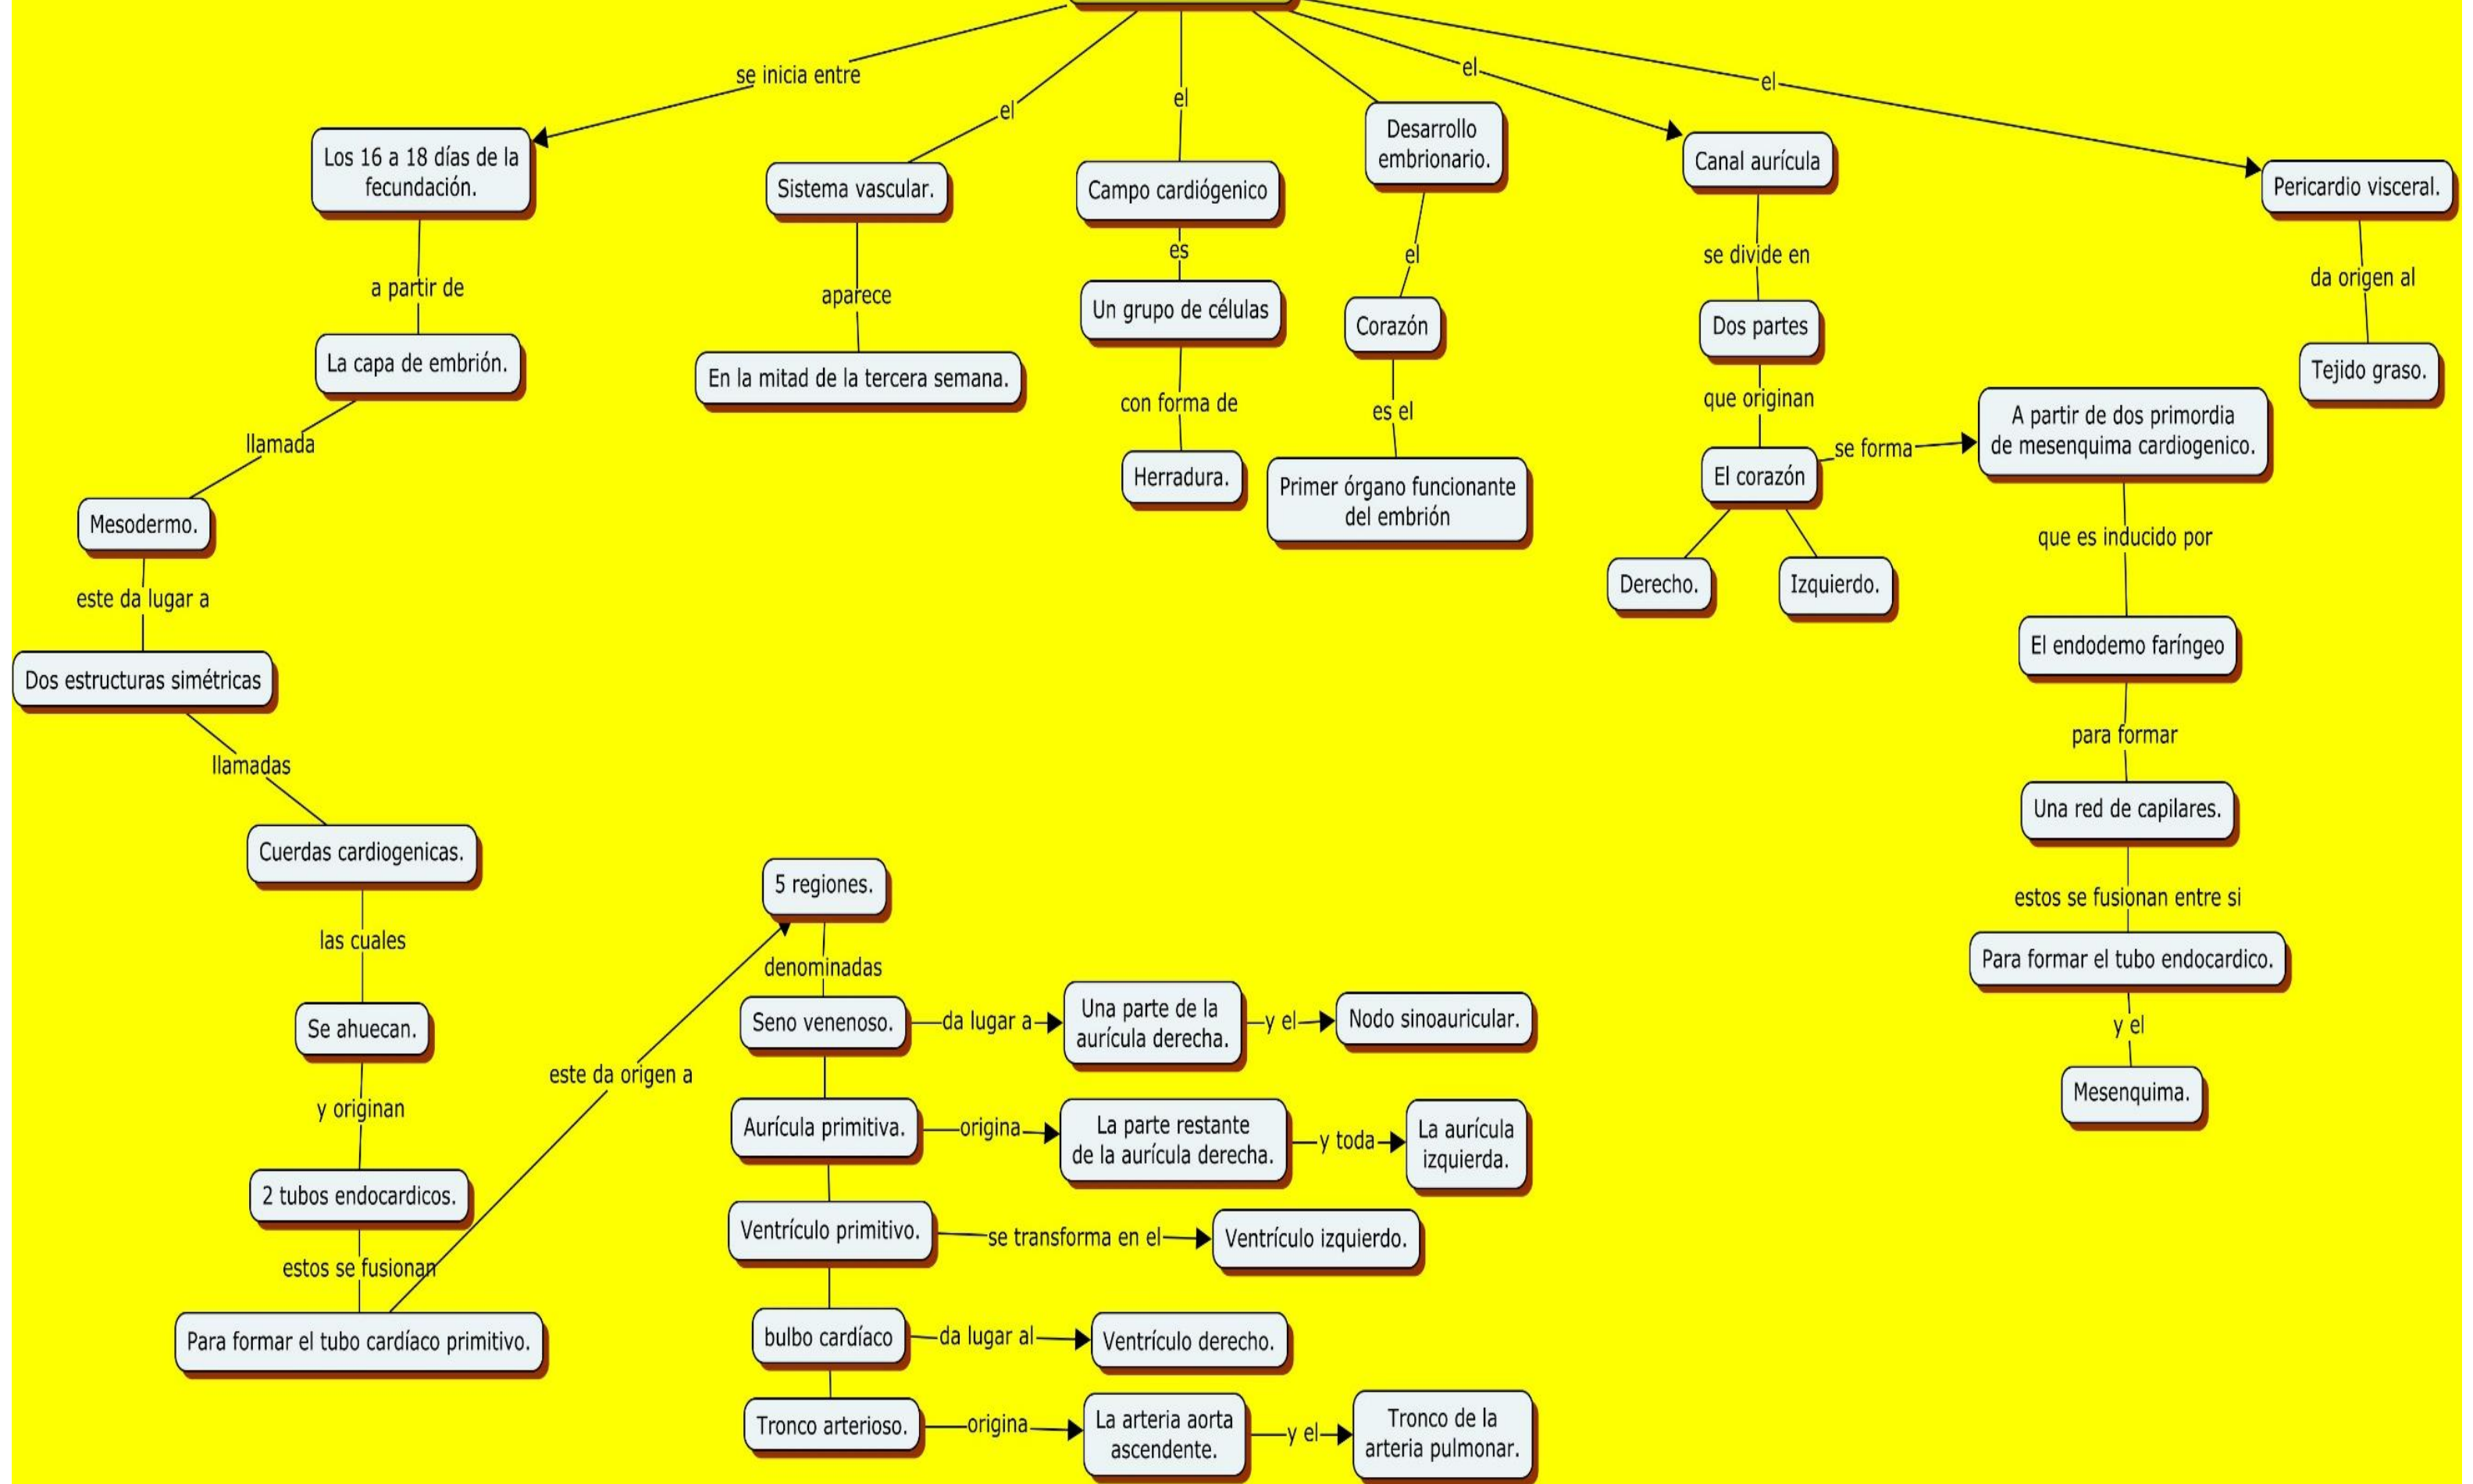 se inicia entre
Los 16 a 18 días de la
fecundación.
a partir de
La capa de embrión.
llamada
Mesodermo.
este da lugar a
Dos estructuras simétricas
llamadas
Cuerdas cardiogenicas.
las cuales
Se ahuecan.
y originan
2 tubos endocardicos.
estos se fusionan
Para formar el tubo cardíaco primitivo.
este da origen a
5 regiones.
denominadas
Seno venenoso.
da lugar a
Una parte de la
aurícula derecha.
y el
Nodo sinoauricular.
Aurícula primitiva.
origina
La parte restante
de la aurícula derecha.
y toda
La aurícula
izquierda.
Ventrículo primitivo.
se transforma en el
Ventrículo izquierdo.
bulbo cardíaco
da lugar al
Ventrículo derecho.
Tronco arterioso.
origina
La arteria aorta
ascendente.
y el
Tronco de la
arteria pulmonar.
el
Sistema vascular.
aparece
En la mitad de la tercera semana.
el
Campo cardiógenico
es
Un grupo de células
con forma de
Herradura.
Desarrollo
embrionario.
el
Corazón
es el
Primer órgano funcionante
del embrión
el
Canal aurícula
se divide en
Dos partes
que originan
El corazón
Derecho.
Izquierdo.
se forma
A partir de dos primordia
de mesenquima cardiogenico.
que es inducido por
El endodemo faríngeo
para formar
Una red de capilares.
estos se fusionan entre si
Para formar el tubo endocardico.
y el
Mesenquima.
el
Pericardio visceral.
da origen al
Tejido graso.